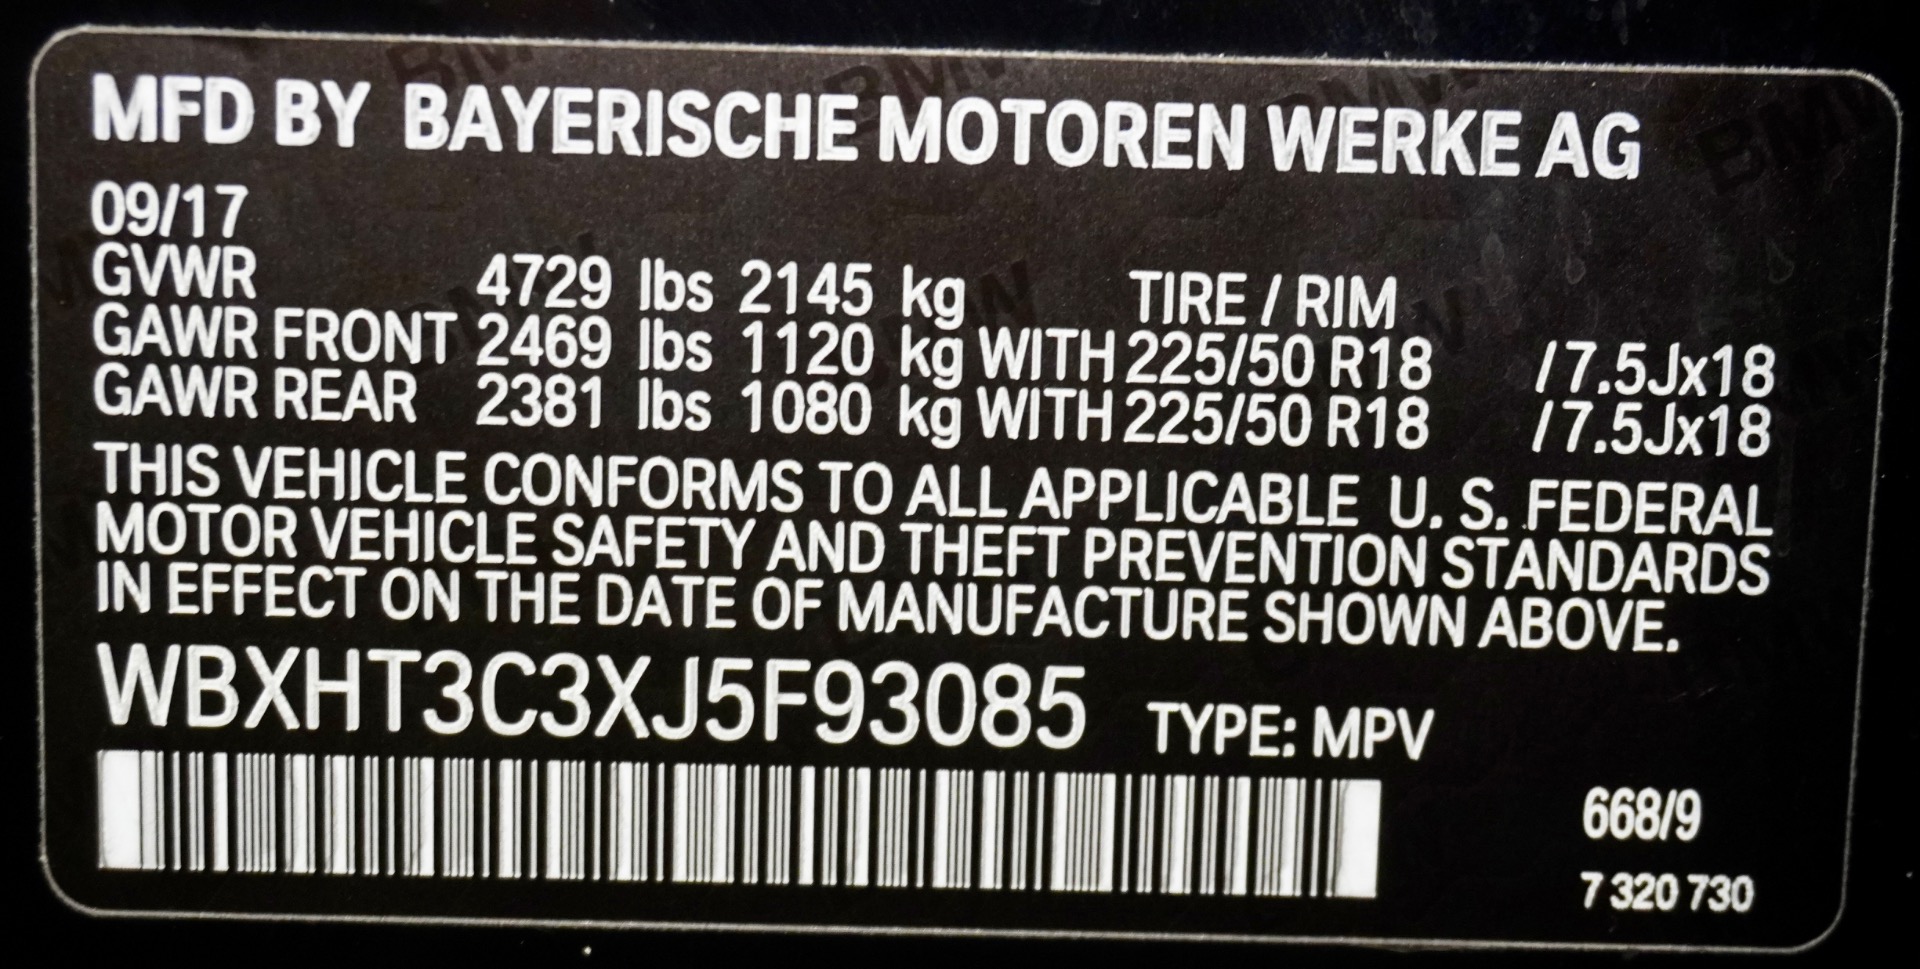 MFD BY BAYERISCHE MOTOREN WERKE AG
09/17
GVWR 4729 lbs 2145 kg TIRE / RIM
GAWR FRONT 2469 lbs 1120 kg WITH 225/50 R18 /7.5Jx18
GAWR REAR 2381 lbs 1080 kg WITH 225/50 R18 /7.5Jx18
THIS VEHICLE CONFORMS TO ALL APPLICABLE U. S. FEDERAL
MOTOR VEHICLE SAFETY AND THEFT PREVENTION STANDARDS
IN EFFECT ON THE DATE OF MANUFACTURE SHOWN ABOVE.
WBXHT3C3XJ5F93085 TYPE: MPV
668/9
7 320 730